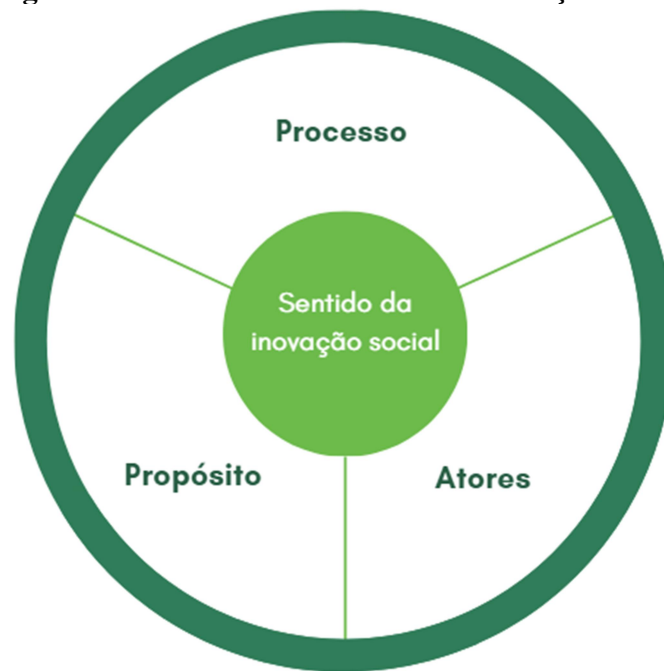 Processo
Sentido da
inovação social
Propósito
Atores